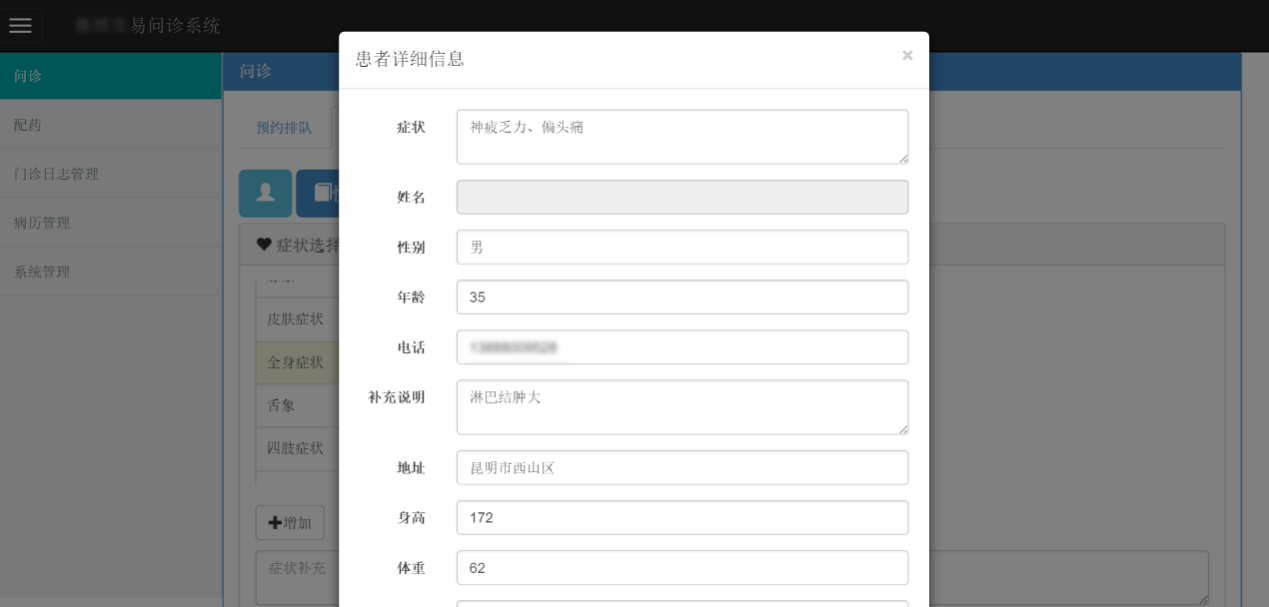 易问诊系统
问诊
配药
门诊日志管理
病历管理
系统管理
问诊
预约排队
症状选择
皮肤症状
全身症状
舌象
四肢症状
增加
症状补充
患者详细信息
×
症状 神疲乏力、偏头痛
姓名
性别 男
年龄 35
电话
补充说明 淋巴结肿大
地址 昆明市西山区
身高 172
体重 62